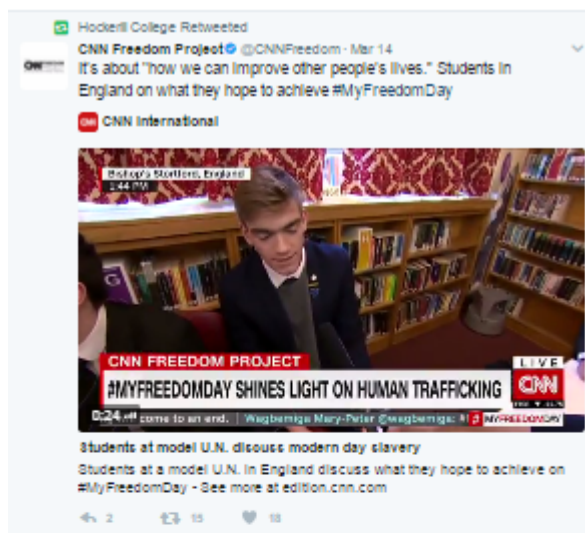 Hockerill College Retweeted
CNN Freedom Project @CNNFreedom · Mar 14
It's about "how we can improve other people's lives." Students in
England on what they hope to achieve #MyFreedomDay
CNN International
Bishop's Stortford, England
1:44 PM
CNN FREEDOM PROJECT
LIVE
#MYFREEDOMDAY SHINES LIGHT ON HUMAN TRAFFICKING
CNN
0:24
come to an end. | Wagbemiga Mary-Peter @wagbemiga:
#MYFREEDOMDAY
Students at model U.N. discuss modern day slavery
Students at a model U.N. in England discuss what they hope to achieve on
#MyFreedomDay - See more at edition.cnn.com
2 15 18